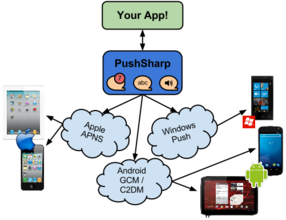 Your App!
PushSharp
?
abc
Apple
APNS
Windows
Push
Android
GCM /
C2DM